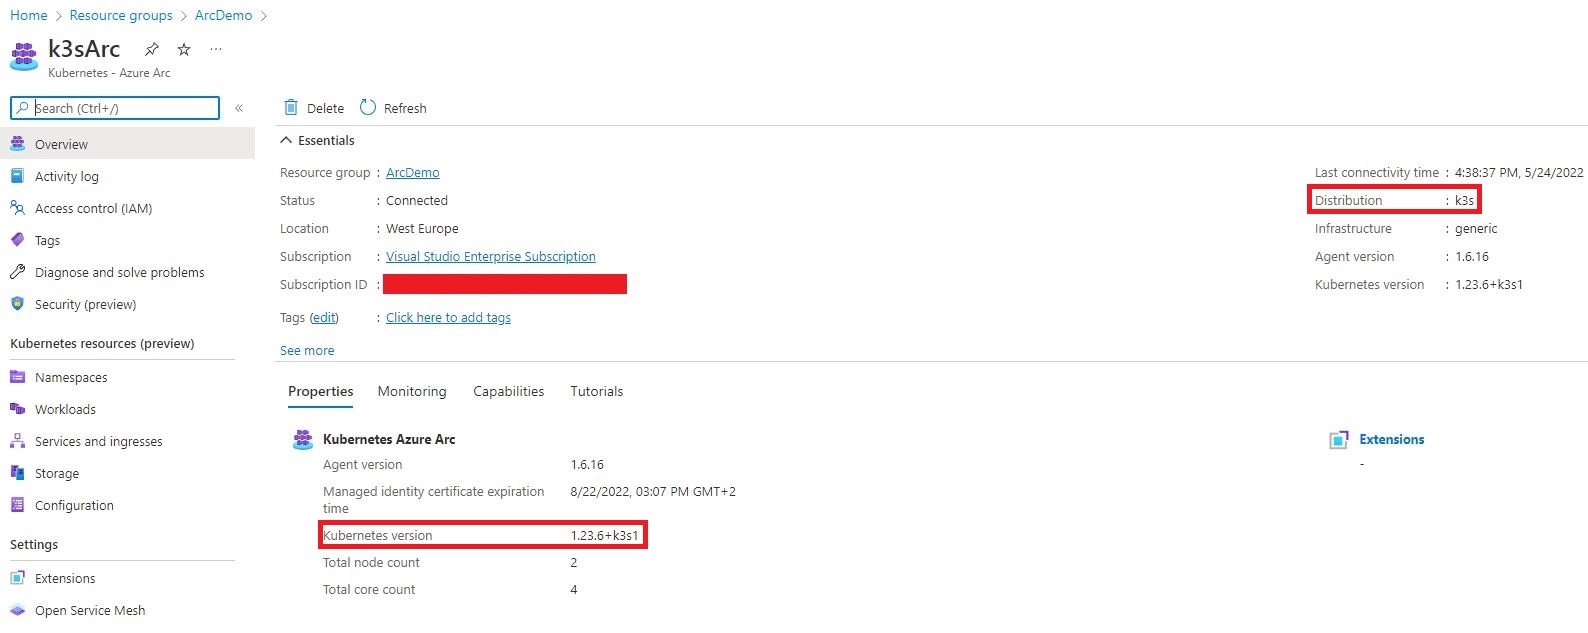 Home > Resource groups > ArcDemo >
k3sArc ...
Kubernetes - Azure Arc
Search (Ctrl+/) «
Overview
Activity log
Access control (IAM)
Tags
Diagnose and solve problems
Security (preview)
Kubernetes resources (preview)
Namespaces
Workloads
Services and ingresses
Storage
Configuration
Settings
Extensions
Open Service Mesh
Delete Refresh
Essentials
Resource group : ArcDemo
Status : Connected
Location : West Europe
Subscription : Visual Studio Enterprise Subscription
Subscription ID :
Tags (edit) : Click here to add tags
See more
Last connectivity time : 4:38:37 PM, 5/24/2022
Distribution : k3s
Infrastructure : generic
Agent version : 1.6.16
Kubernetes version : 1.23.6+k3s1
Properties Monitoring Capabilities Tutorials
Kubernetes Azure Arc
Agent version 1.6.16
Managed identity certificate expiration 8/22/2022, 03:07 PM GMT+2
time
Kubernetes version 1.23.6+k3s1
Total node count 2
Total core count 4
Extensions
-